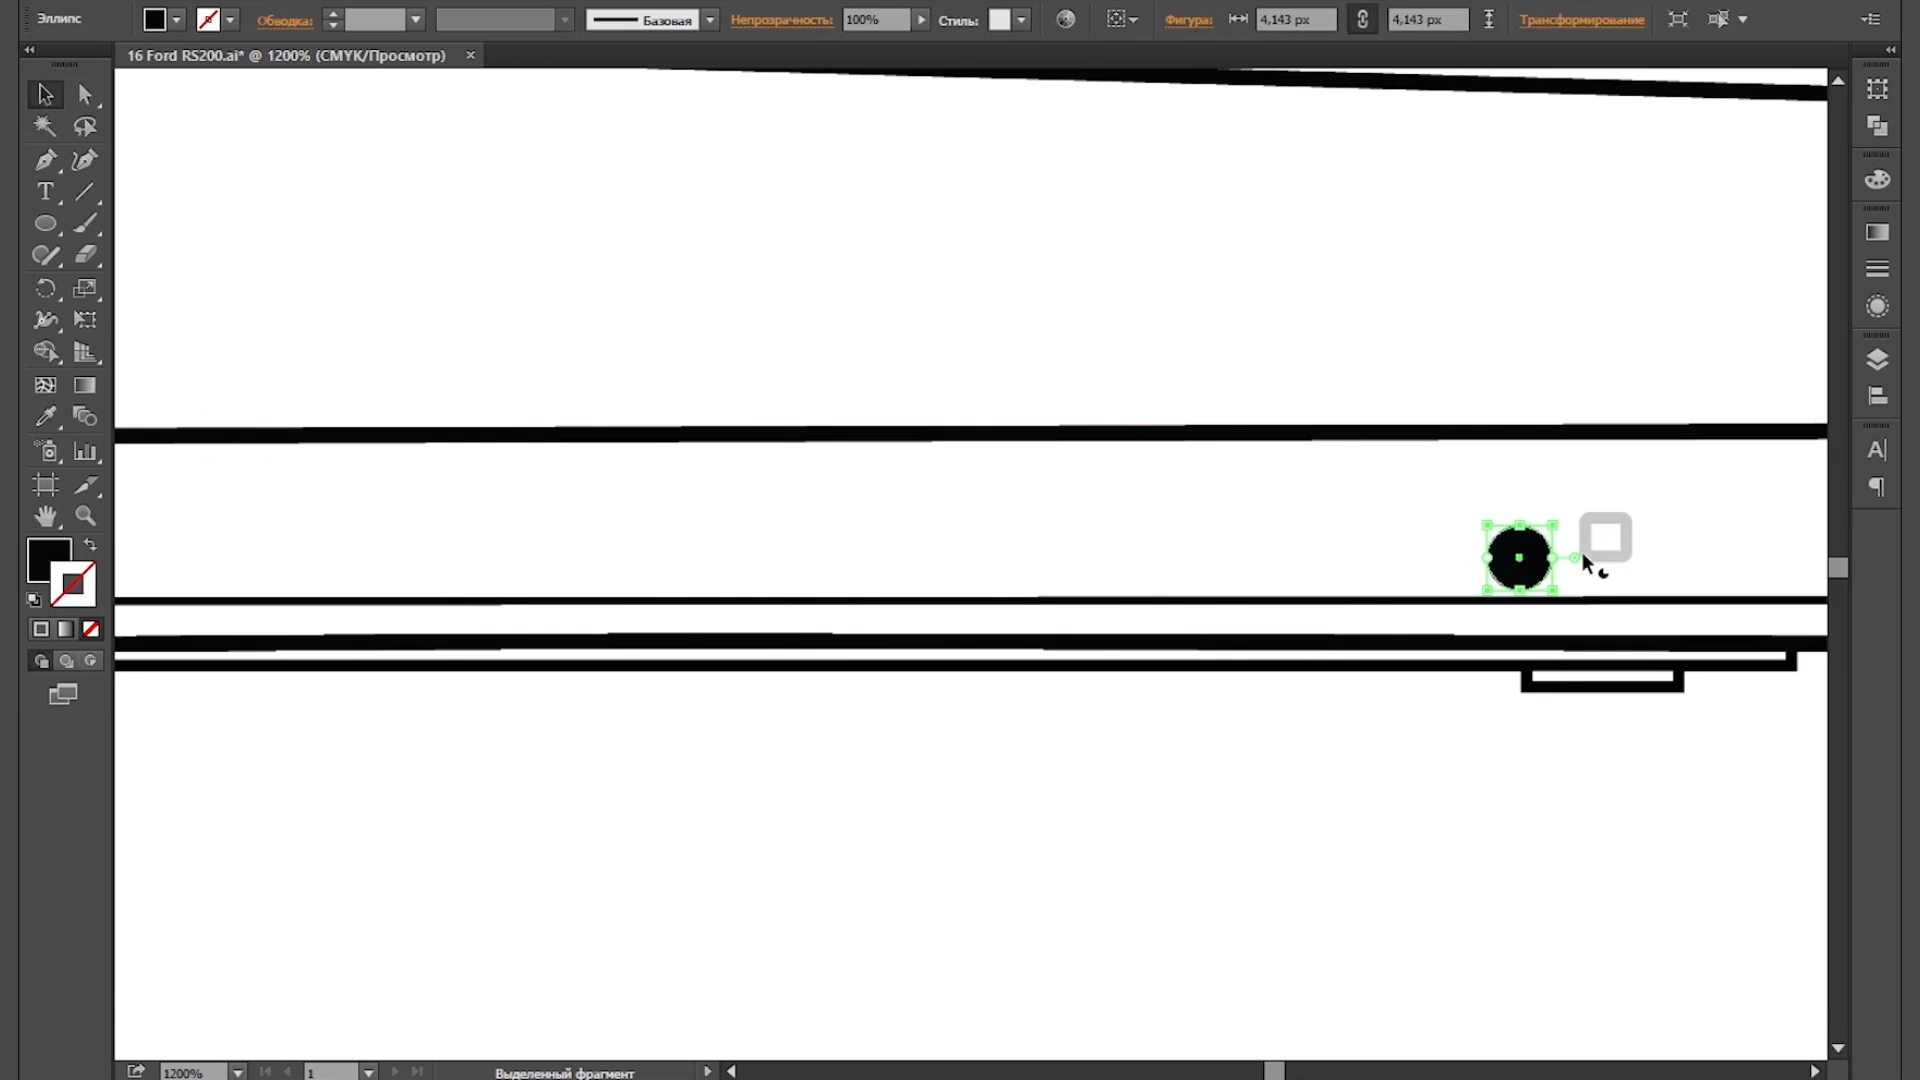 Эллипс
Обводка:
Базовая
Непрозрачность:
100%
Стиль:
Фигура:
4,143 px
4,143 px
Трансформирование
16 Ford RS200.ai* @ 1200% (CMYK/Просмотр)
1200%
1
Выделенный фрагмент